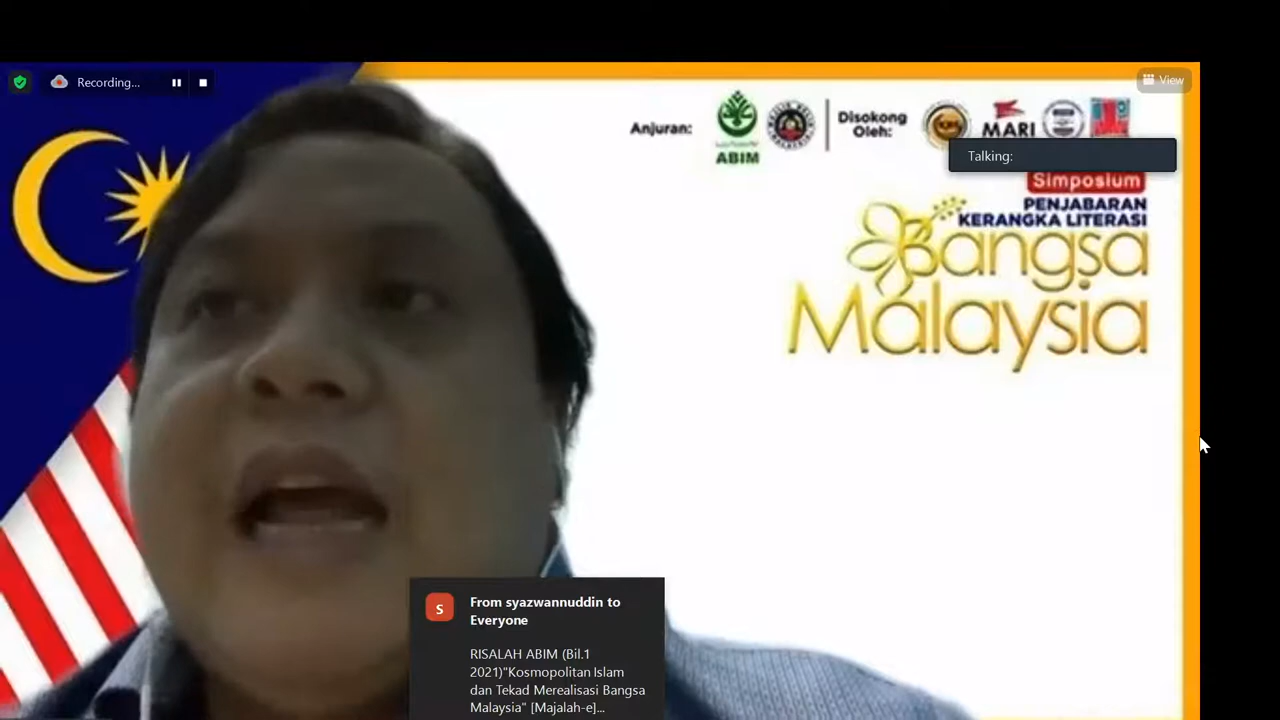 Recording...
View
Anjuran:
ABIM
Disokong
Oleh:
MARI
Talking:
Simposium
PENJABARAN
KERANGKA LITERASI
Bangsa
Malaysia
S
From syazwannuddin to
Everyone
RISALAH ABIM (Bil.1
2021)"Kosmopolitan Islam
dan Tekad Merealisasi Bangsa
Malaysia" [Majalah-e]...